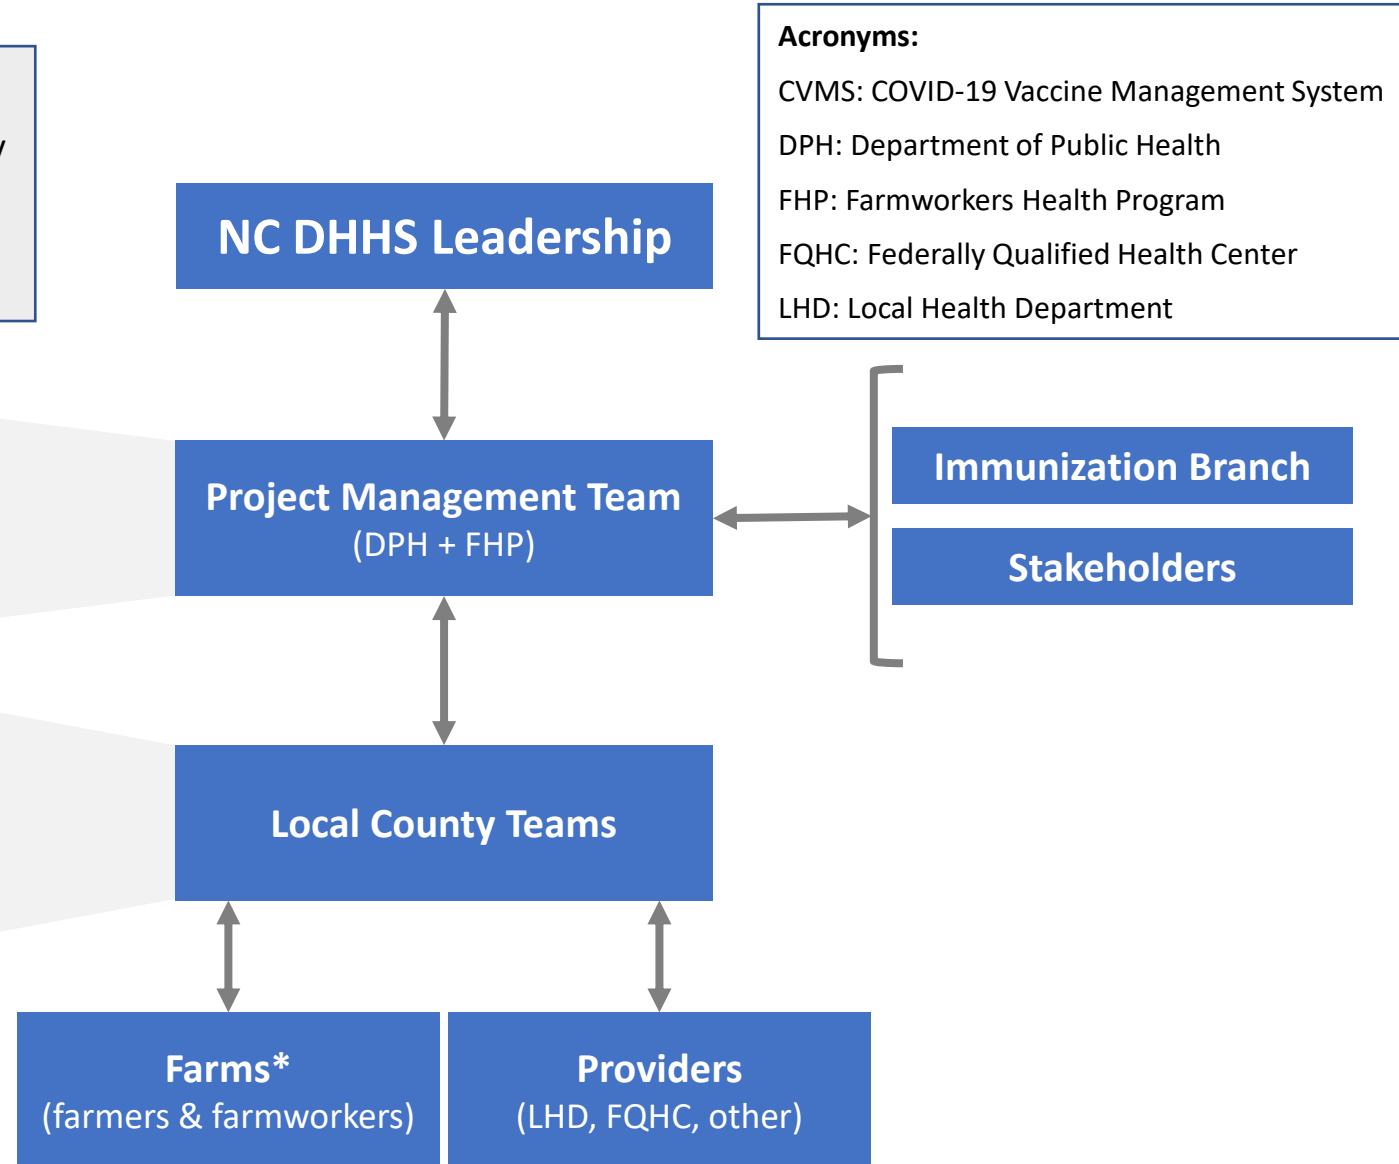 Acronyms:
CVMS: COVID-19 Vaccine Management System
DPH: Department of Public Health
FHP: Farmworkers Health Program
FQHC: Federally Qualified Health Center
LHD: Local Health Department
NC DHHS Leadership
Project Management Team
(DPH + FHP)
Immunization Branch
Stakeholders
Local County Teams
Farms*
(farmers & farmworkers)
Providers
(LHD, FQHC, other)